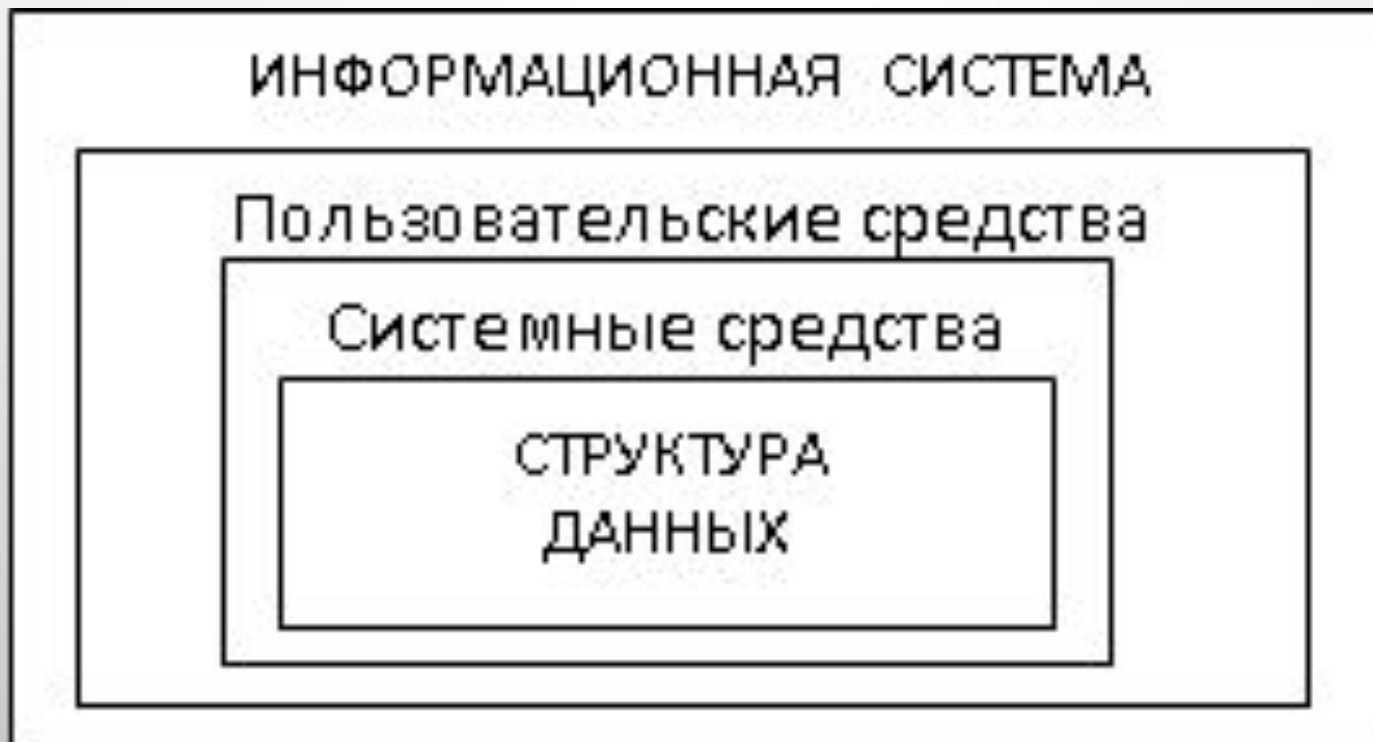 ИНФОРМАЦИОННАЯ СИСТЕМА
Пользовательские средства
Системные средства
СТРУКТУРА
ДАННЫХ